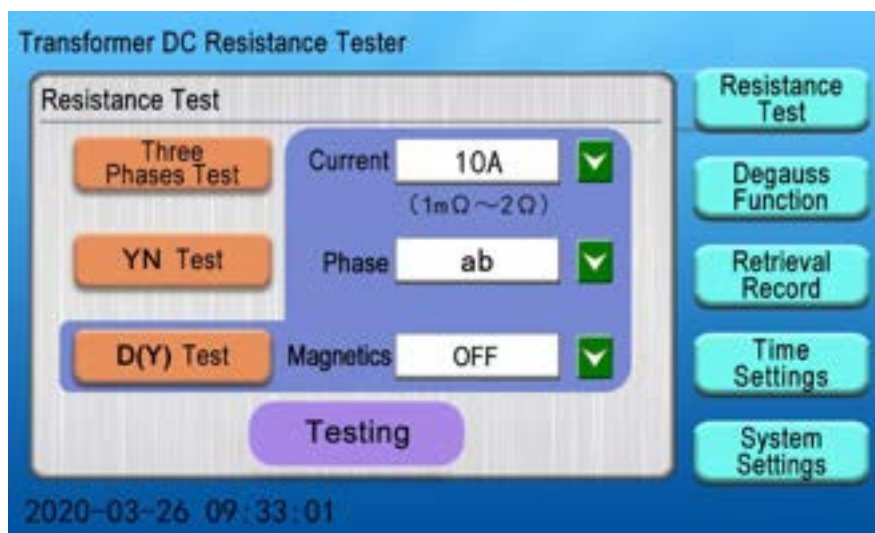 Transformer DC Resistance Tester
Resistance Test
Three
Phases Test
Current
10A
(1mΩ～2Ω)
YN Test
Phase
ab
D(Y) Test
Magnetics
OFF
Testing
Resistance
Test
Degauss
Function
Retrieval
Record
Time
Settings
System
Settings
2020-03-26 09:33:01